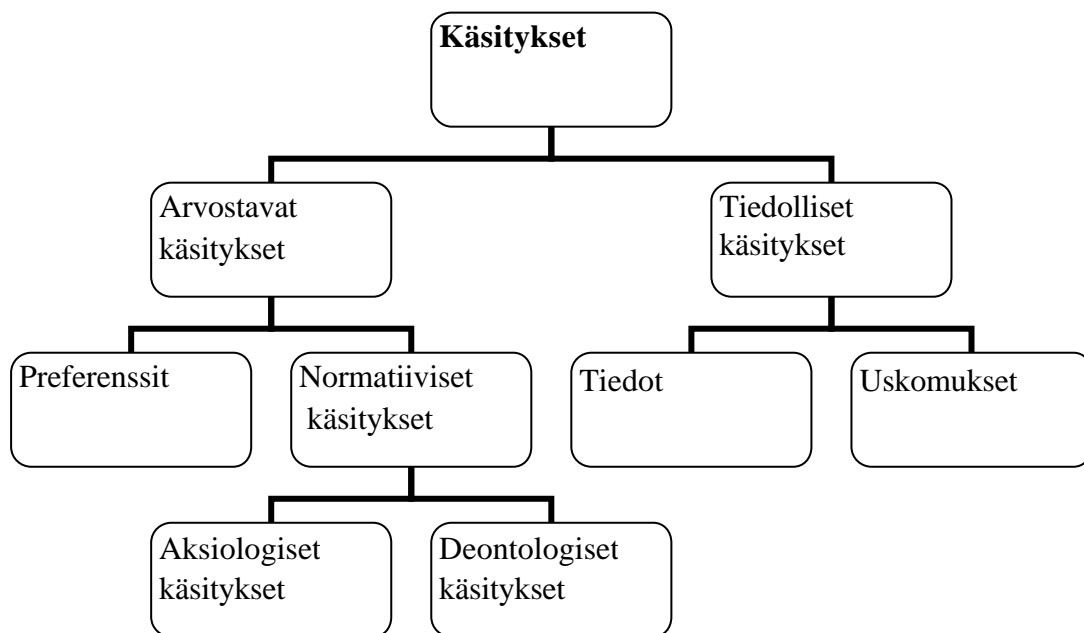 Käsitykset
Arvostavat
käsitykset
Tiedolliset
käsitykset
Preferenssit
Normatiiviset
käsitykset
Tiedot
Uskomukset
Aksiologiset
käsitykset
Deontologiset
käsitykset